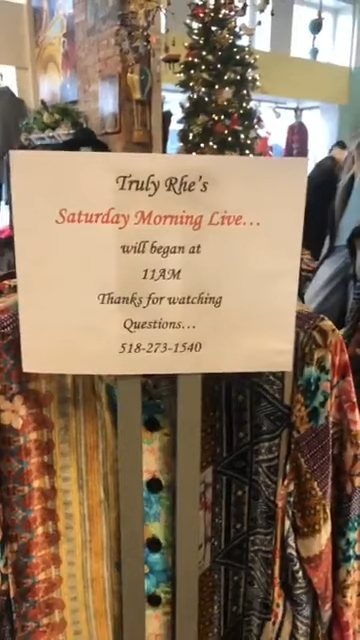 Truly Rhe's
Saturday Morning Live...
will began at
11AM
Thanks for watching
Questions...
518-273-1540